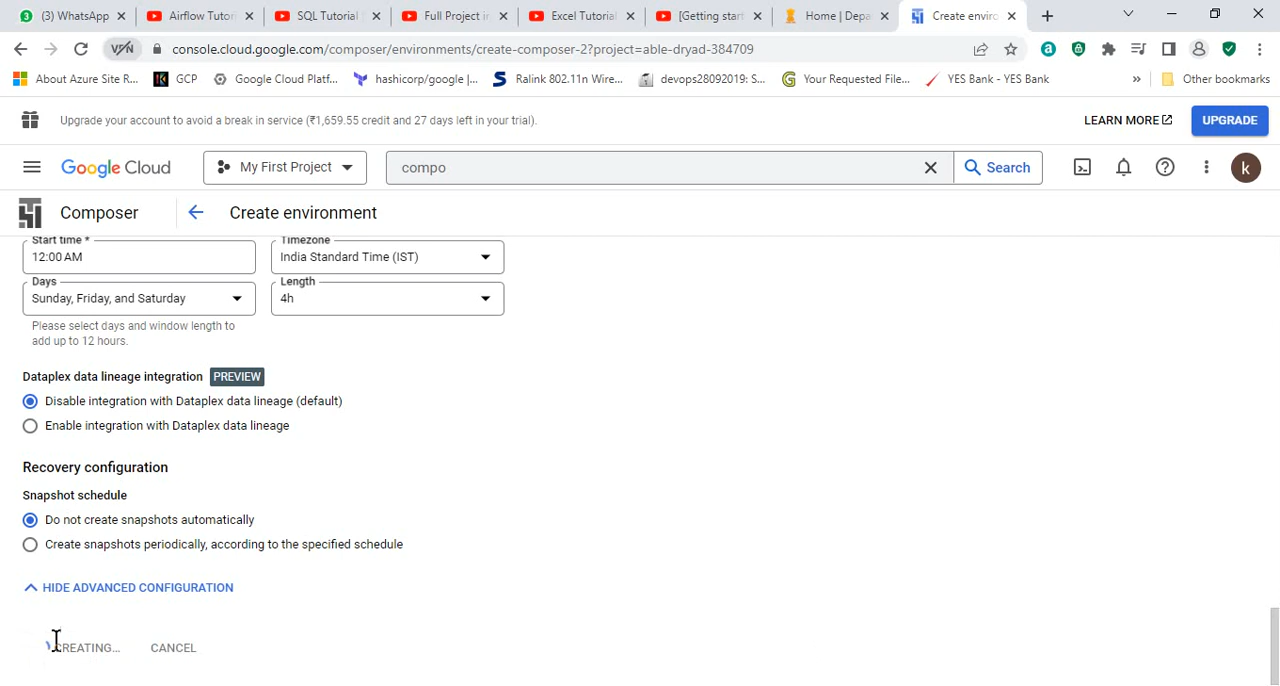 (3) WhatsApp
Airflow Tutor
SQL Tutorial
Full Project in
Excel Tutorial
[Getting start
Home | Depa
Create enviro
VPN
console.cloud.google.com/composer/environments/create-composer-2?project=able-dryad-384709
About Azure Site R...
GCP
Google Cloud Platf...
hashicorp/google |...
Ralink 802.11n Wire...
devops28092019: S...
Your Requested File...
YES Bank - YES Bank
»
Other bookmarks
Upgrade your account to avoid a break in service (₹1,659.55 credit and 27 days left in your trial).
LEARN MORE
UPGRADE
Google Cloud
My First Project
compo
Search
k
Composer
Create environment
Start time *
12:00 AM
Timezone
India Standard Time (IST)
Days
Sunday, Friday, and Saturday
Length
4h
Please select days and window length to
add up to 12 hours.
Dataplex data lineage integration PREVIEW
Disable integration with Dataplex data lineage (default)
Enable integration with Dataplex data lineage
Recovery configuration
Snapshot schedule
Do not create snapshots automatically
Create snapshots periodically, according to the specified schedule
HIDE ADVANCED CONFIGURATION
CREATING...
CANCEL